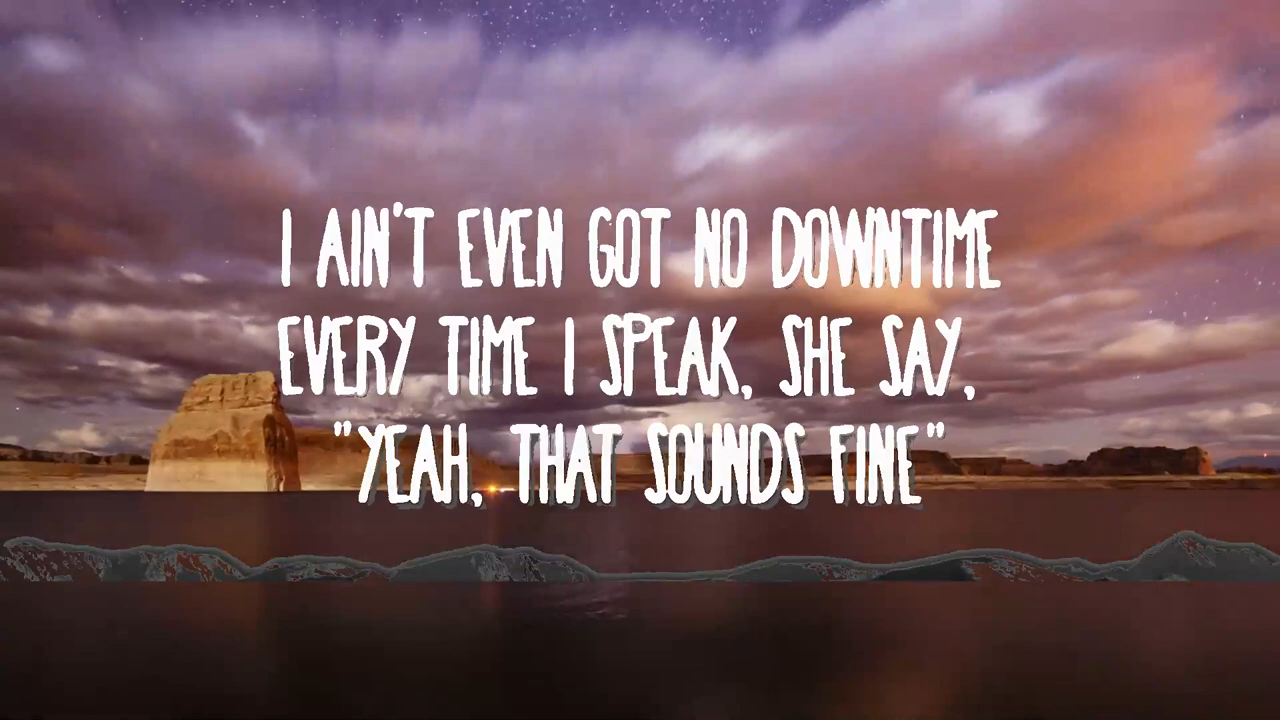 I AIN'T EVEN GOT NO DOWNTIME
EVERY TIME I SPEAK, SHE SAY,
"YEAH, THAT SOUNDS FINE"